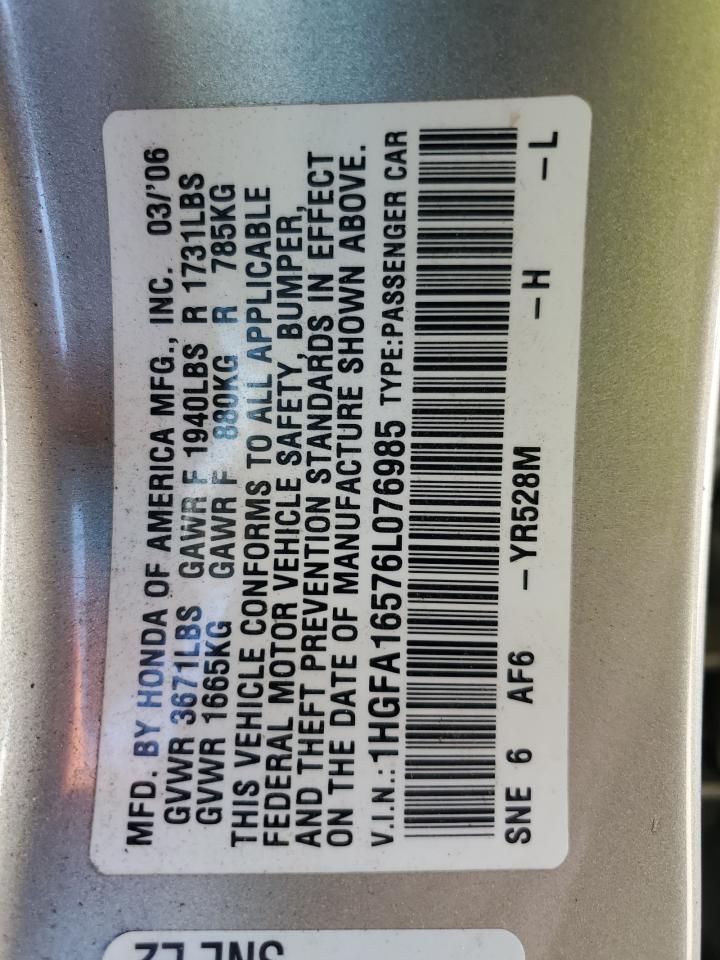 MFD. BY HONDA OF AMERICA MFG., INC. 03/'06
GVWR 3671LBS GAWR F 1940LBS R 1731LBS
GVWR 1665KG GAWR F 880KG R 785KG
THIS VEHICLE CONFORMS TO ALL APPLICABLE
FEDERAL MOTOR VEHICLE SAFETY, BUMPER,
AND THEFT PREVENTION STANDARDS IN EFFECT
ON THE DATE OF MANUFACTURE SHOWN ABOVE.
V.I.N.: 1HGFA16576L076985 TYPE:PASSENGER CAR
SNE 6 AF6 -YR528M -H -L